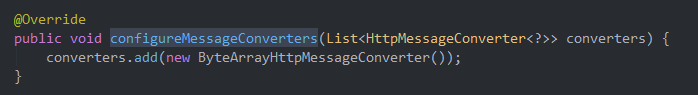 @Override
public void configureMessageConverters(List<HttpMessageConverter<?>> converters) {
    converters.add(new ByteArrayHttpMessageConverter());
}